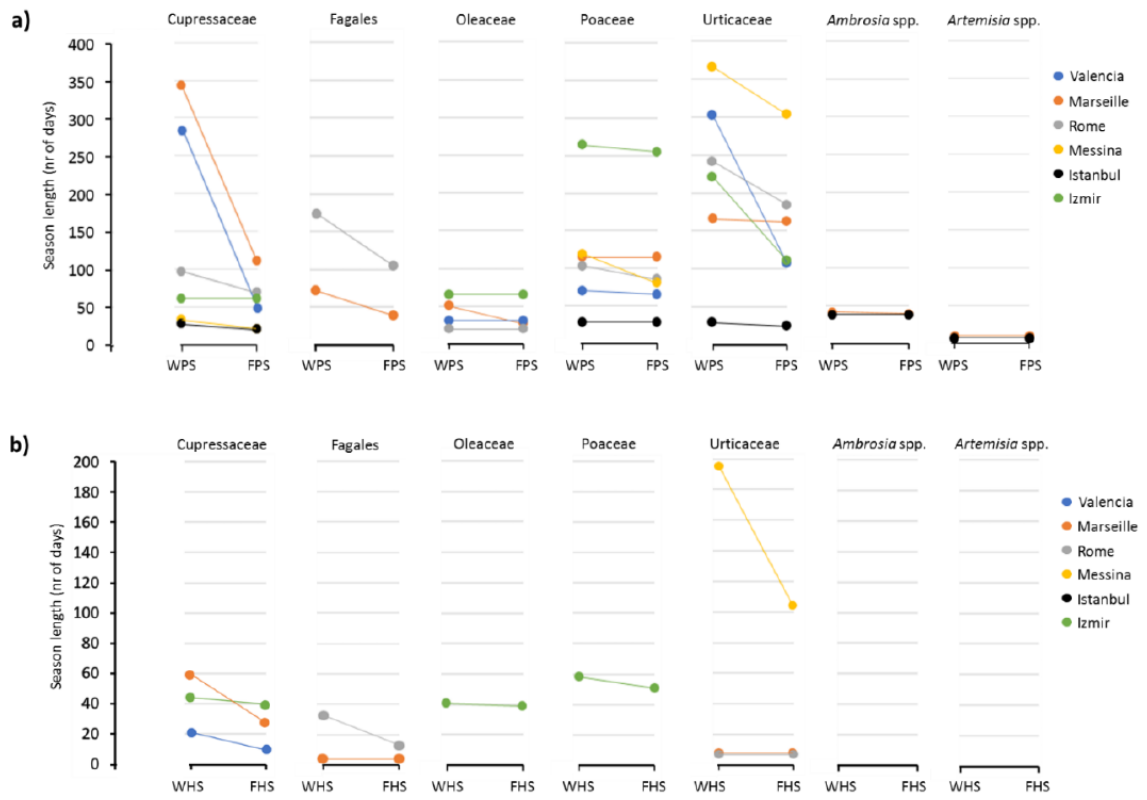 a)
Cupressaceae Fagales Oleaceae Poaceae Urticaceae Ambrosia spp. Artemisia spp.
Season length (nr of days)
400
350
300
250
200
150
100
50
0
WPS FPS WPS FPS WPS FPS WPS FPS WPS FPS WPS FPS WPS FPS
Valencia
Marseille
Rome
Messina
Istanbul
Izmir
b)
Cupressaceae Fagales Oleaceae Poaceae Urticaceae Ambrosia spp. Artemisia spp.
Season length (nr of days)
200
180
160
140
120
100
80
60
40
20
0
WHS FHS WHS FHS WHS FHS WHS FHS WHS FHS WHS FHS WHS FHS
Valencia
Marseille
Rome
Messina
Istanbul
Izmir